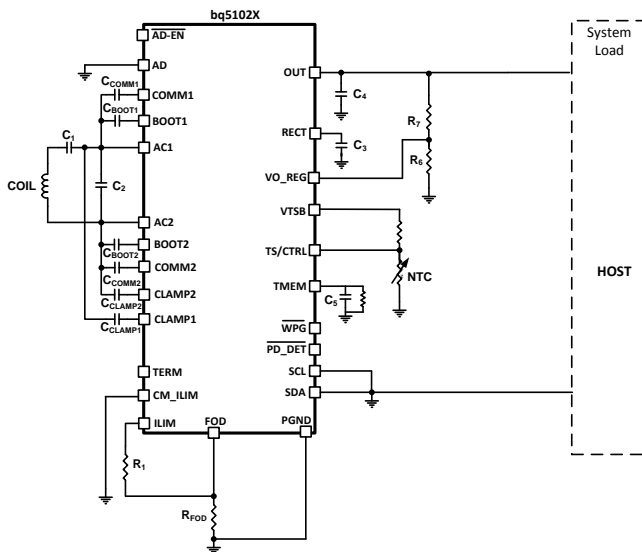 bq5102X
AD-EN
AD
COMM1
BOOT1
AC1
AC2
BOOT2
COMM2
CLAMP2
CLAMP1
TERM
CM_ILIM
ILIM
FOD
PGND
OUT
RECT
VO_REG
VTSB
TS/CTRL
TMEM
WPG
PD_DET
SCL
SDA
CCOMM1
CBOOT1
C1
C2
COIL
CBOOT2
CCOMM2
CCLAMP2
CCLAMP1
R1
RFOD
C4
C3
R7
R6
NTC
C5
System
Load
HOST